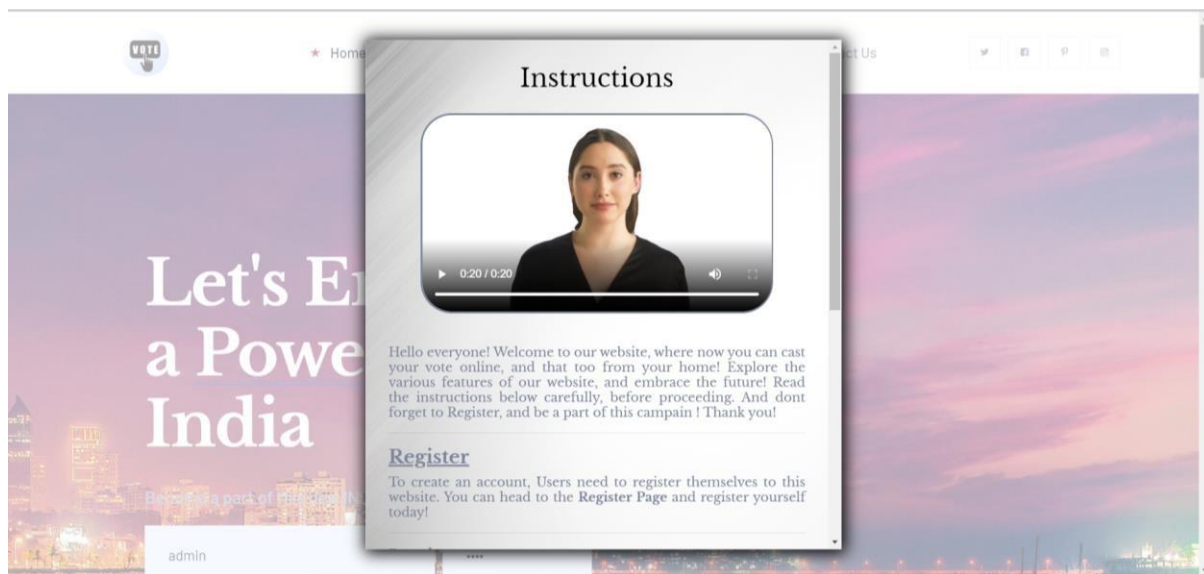 VOTE
Home
ct Us
Instructions
0:20 / 0:20
Let's E
a Powe
India
Hello everyone! Welcome to our website, where now you can cast
your vote online, and that too from your home! Explore the
various features of our website, and embrace the future! Read
the instructions below carefully, before proceeding. And dont
forget to Register, and be a part of this campain ! Thank you!
Register
To create an account, Users need to register themselves to this
website. You can head to the Register Page and register yourself
today!
admin
••••